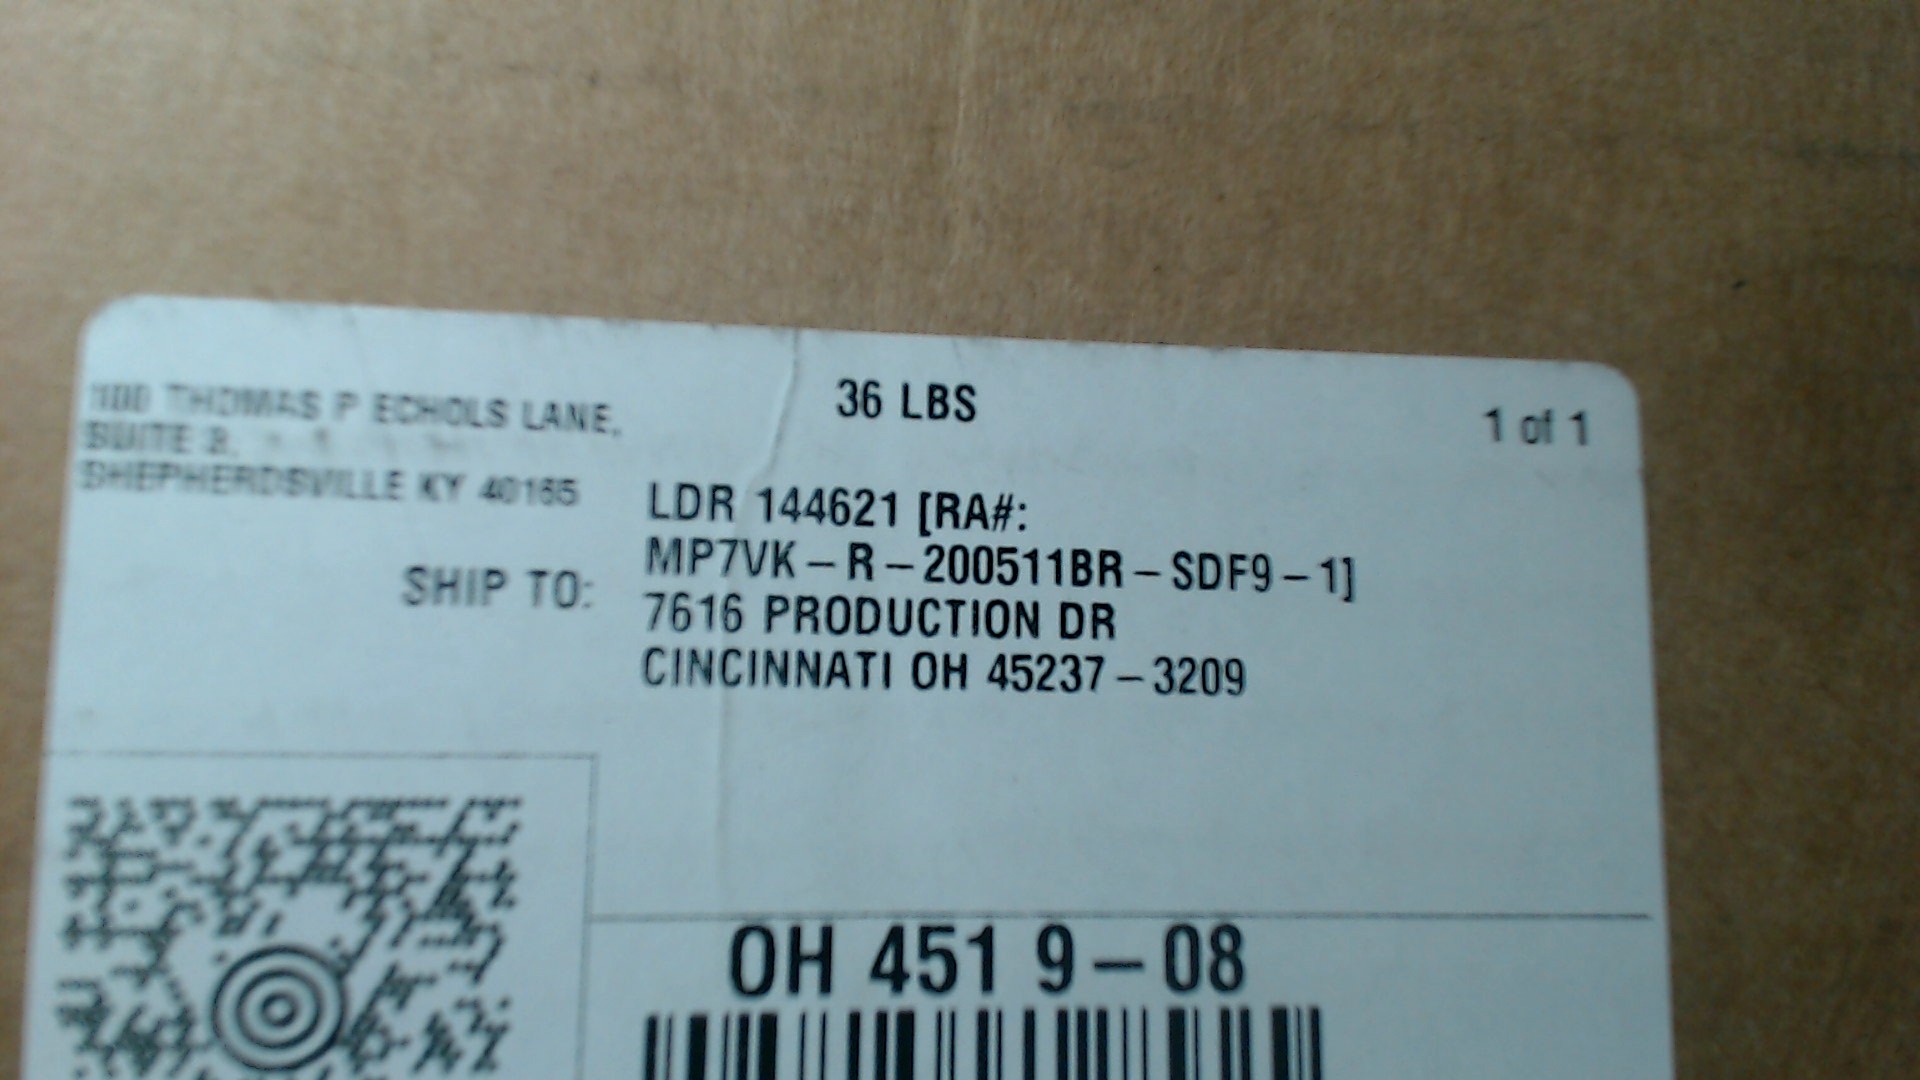 100 THOMAS P ECHOLS LANE,
SUITE 3,
SHEPHERDSVILLE KY 40165
36 LBS
1 of 1
SHIP TO:
LDR 144621 [RA#:
MP7VK-R-200511BR-SDF9-1]
7616 PRODUCTION DR
CINCINNATI OH 45237-3209
OH 451 9-08